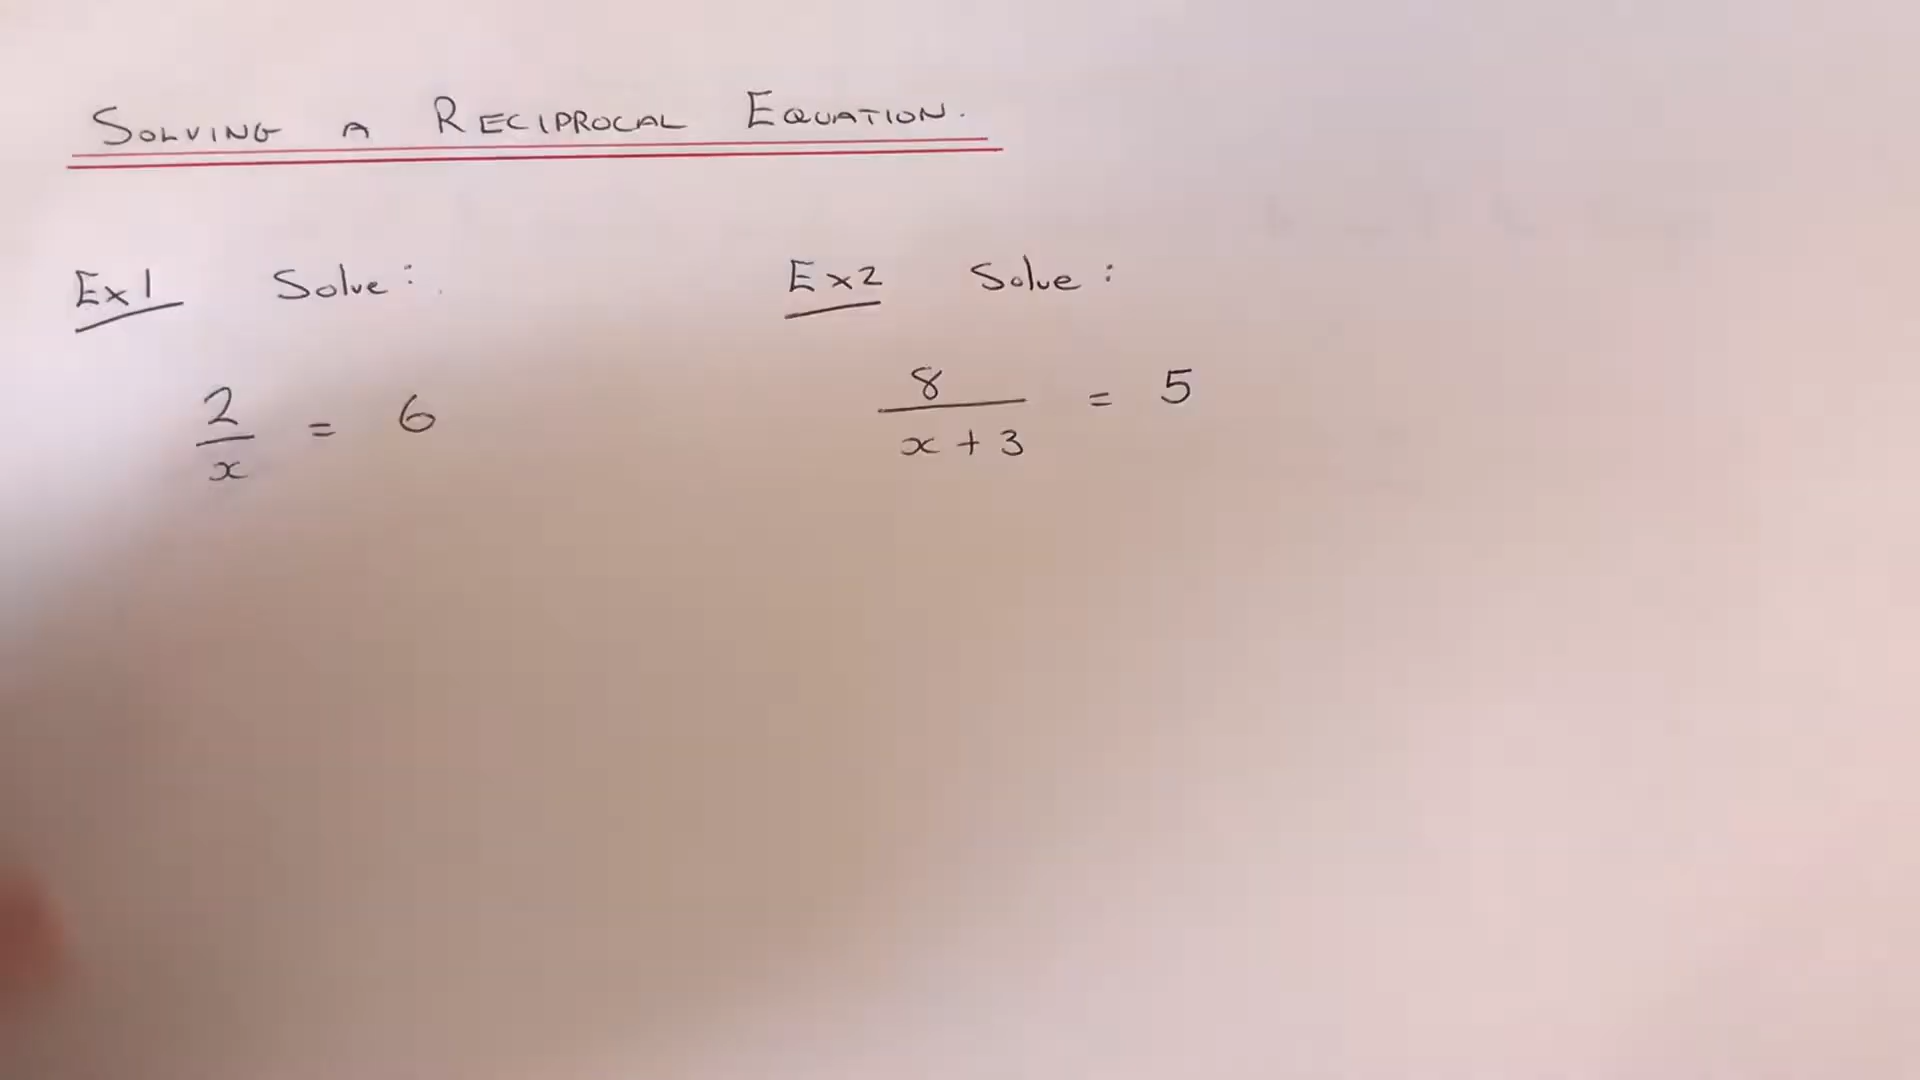 SOLVING A RECIPROCAL EQUATION.
Ex1 Solve:
2/x = 6
Ex2 Solve:
8/(x + 3) = 5